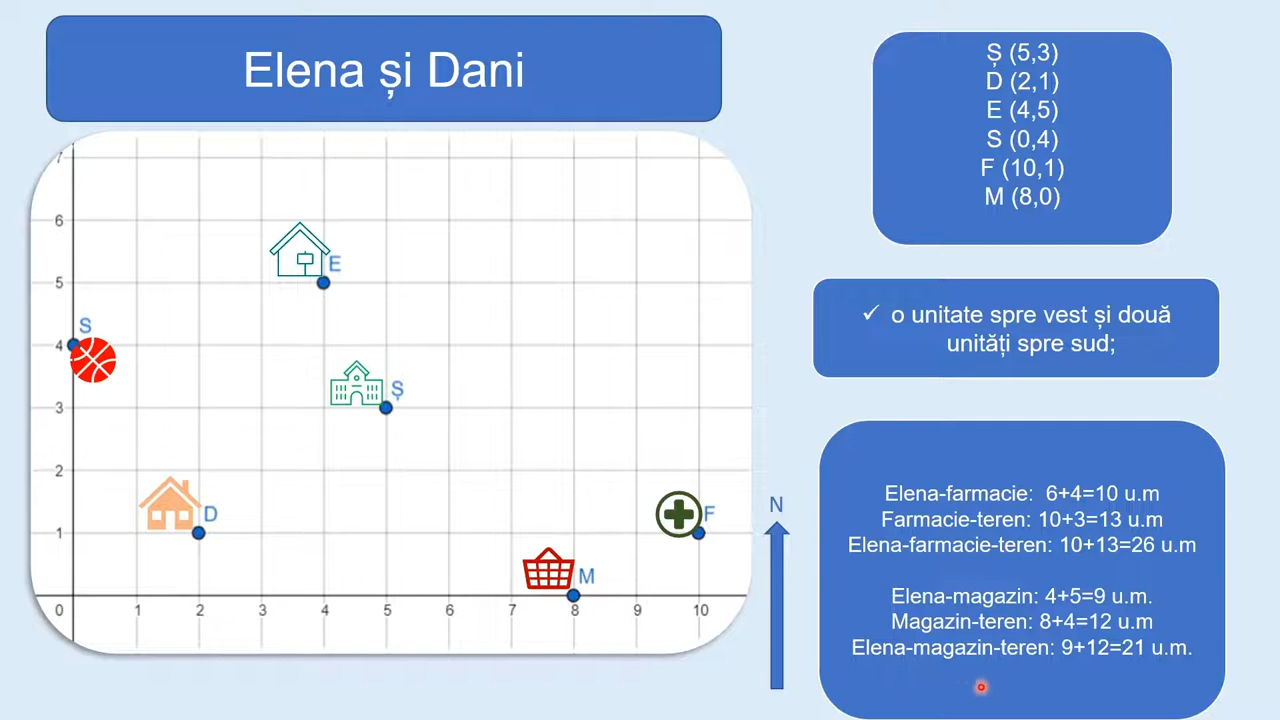 Elena și Dani
Ș (5,3)
D (2,1)
E (4,5)
S (0,4)
F (10,1)
M (8,0)
7
6
E
5
S
4
Ș
3
2
D
F
1
M
0 1 2 3 4 5 6 7 8 9 10
✓ o unitate spre vest și două
unități spre sud;
N
Elena-farmacie: 6+4=10 u.m
Farmacie-teren: 10+3=13 u.m
Elena-farmacie-teren: 10+13=26 u.m
Elena-magazin: 4+5=9 u.m.
Magazin-teren: 8+4=12 u.m
Elena-magazin-teren: 9+12=21 u.m.